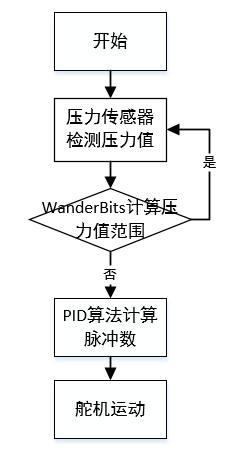 开始
压力传感器
检测压力值
是
WanderBits计算压
力值范围
否
PID算法计算
脉冲数
舵机运动